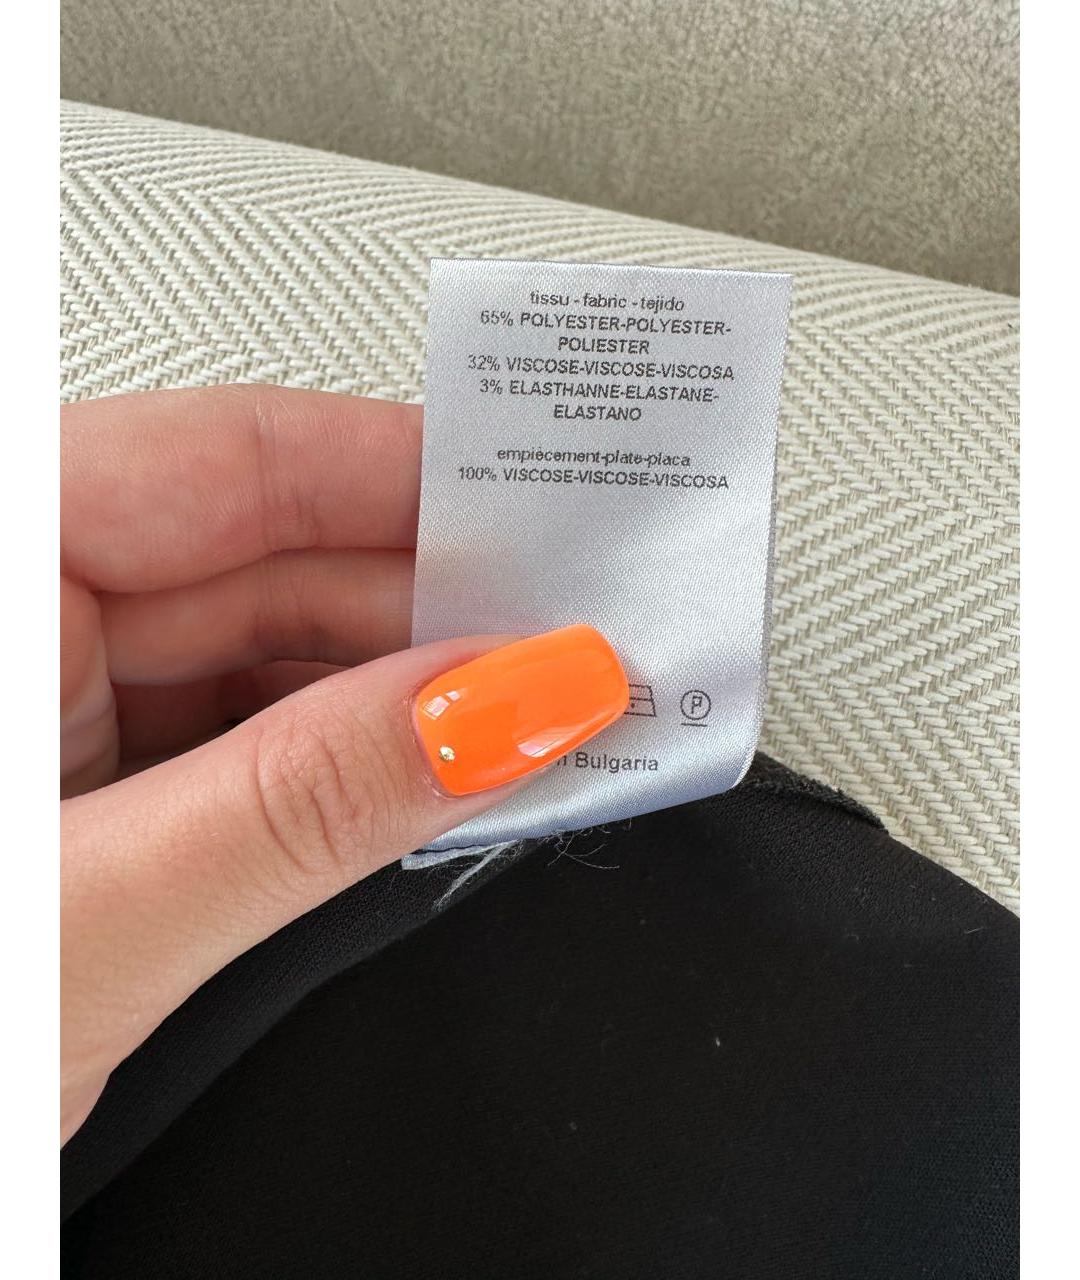 tissu - fabric - tejido
65% POLYESTER-POLYESTER-
POLIESTER
32% VISCOSE-VISCOSE-VISCOSA
3% ELASTHANNE-ELASTANE-
ELASTANO
empiècement-plate-placa
100% VISCOSE-VISCOSE-VISCOSA
P
Bulgaria